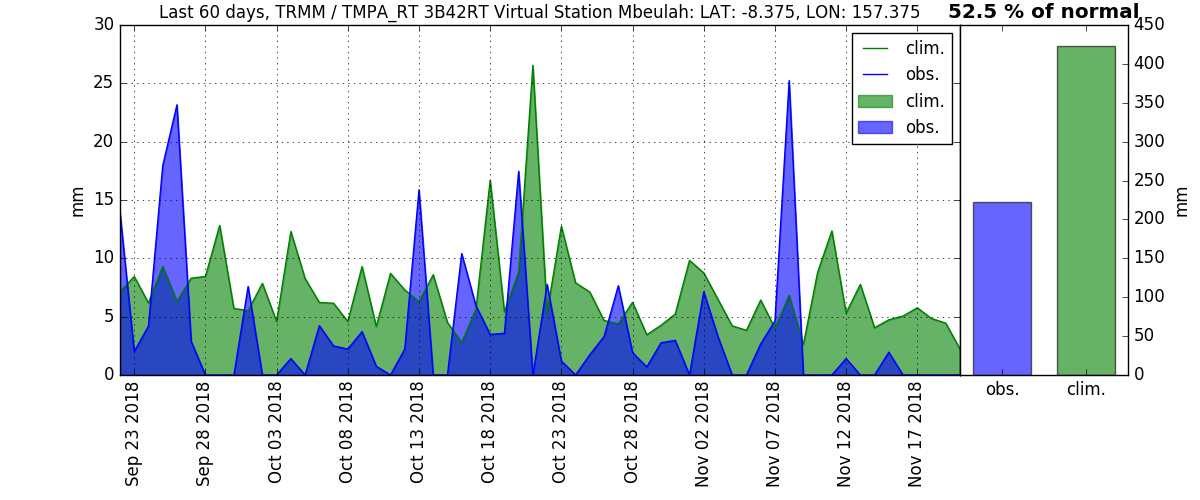 Last 60 days, TRMM / TMPA_RT 3B42RT Virtual Station Mbeulah: LAT: -8.375, LON: 157.375
52.5 % of normal
30
25
20
15
10
5
0
mm
clim.
obs.
clim.
obs.
450
400
350
300
250
200
150
100
50
0
mm
Sep 23 2018
Sep 28 2018
Oct 03 2018
Oct 08 2018
Oct 13 2018
Oct 18 2018
Oct 23 2018
Oct 28 2018
Nov 02 2018
Nov 07 2018
Nov 12 2018
Nov 17 2018
obs.
clim.